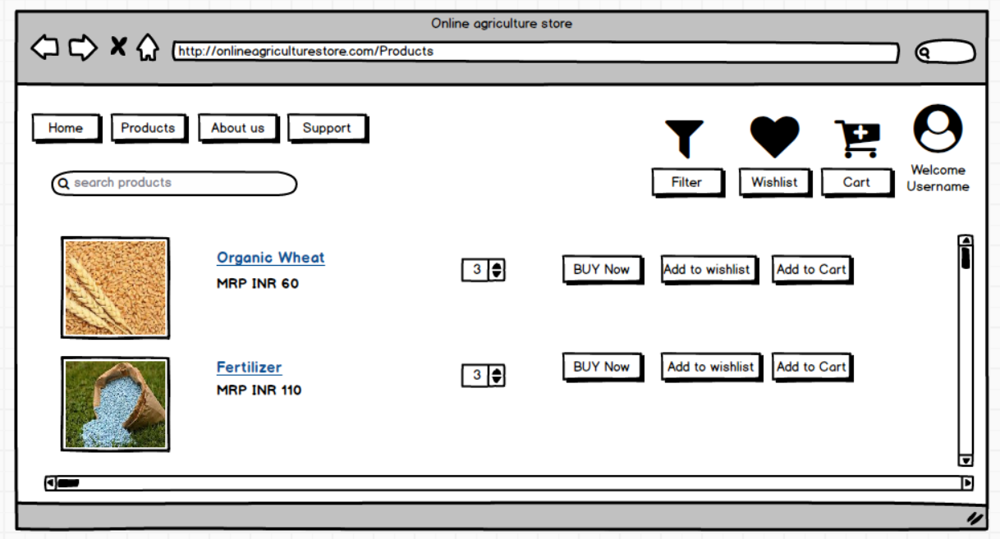 Online agriculture store
http://onlineagriculturestore.com/Products
Home Products About us Support
search products
Filter Wishlist Cart
Welcome
Username
Organic Wheat
MRP INR 60
3
BUY Now Add to wishlist Add to Cart
Fertilizer
MRP INR 110
3
BUY Now Add to wishlist Add to Cart